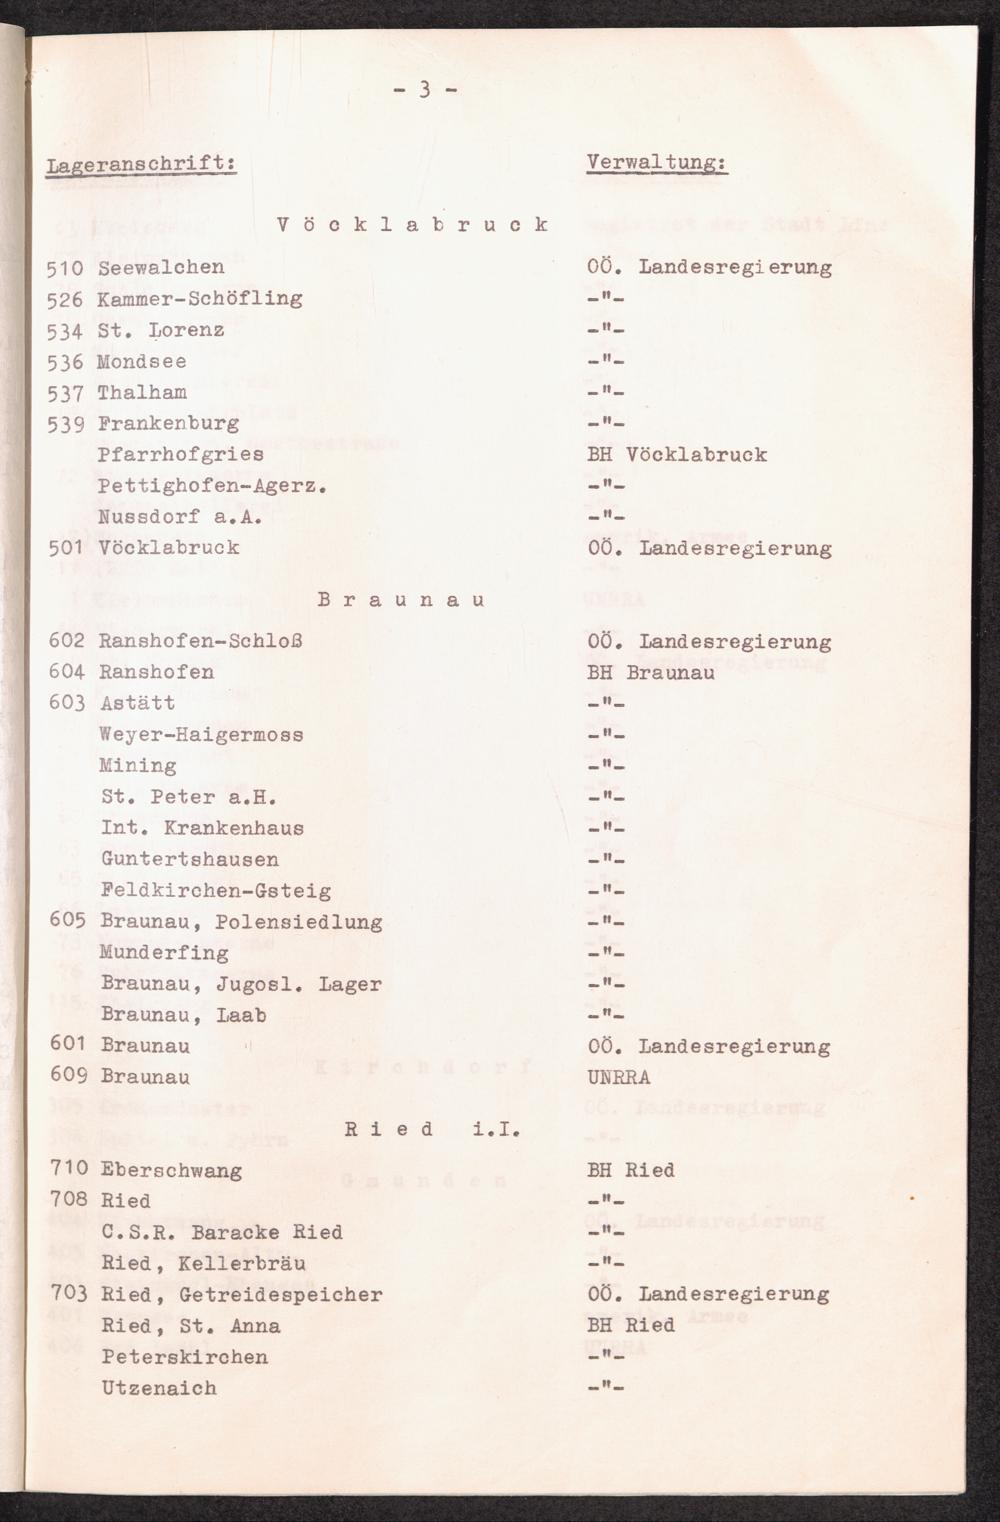 - 3 -
Lageranschrift: Verwaltung:
Vöcklabruck
510 Seewalchen OÖ. Landesregierung
526 Kammer-Schöfling -"-
534 St. Lorenz -"-
536 Mondsee -"-
537 Thalham -"-
539 Frankenburg -"-
Pfarrhofgries BH Vöcklabruck
Pettighofen-Agerz. -"-
Nussdorf a.A. -"-
501 Vöcklabruck OÖ. Landesregierung
Braunau
602 Ranshofen-Schloß OÖ. Landesregierung
604 Ranshofen BH Braunau
603 Astätt -"-
Weyer-Haigermoss -"-
Mining -"-
St. Peter a.H. -"-
Int. Krankenhaus -"-
Guntertshausen -"-
Feldkirchen-Gsteig -"-
605 Braunau, Polensiedlung -"-
Munderfing -"-
Braunau, Jugosl. Lager -"-
Braunau, Laab -"-
601 Braunau OÖ. Landesregierung
609 Braunau UNRRA
Ried i.I.
710 Eberschwang BH Ried
708 Ried -"-
C.S.R. Baracke Ried -"-
Ried, Kellerbräu -"-
703 Ried, Getreidespeicher OÖ. Landesregierung
Ried, St. Anna BH Ried
Peterskirchen -"-
Utzenaich -"-